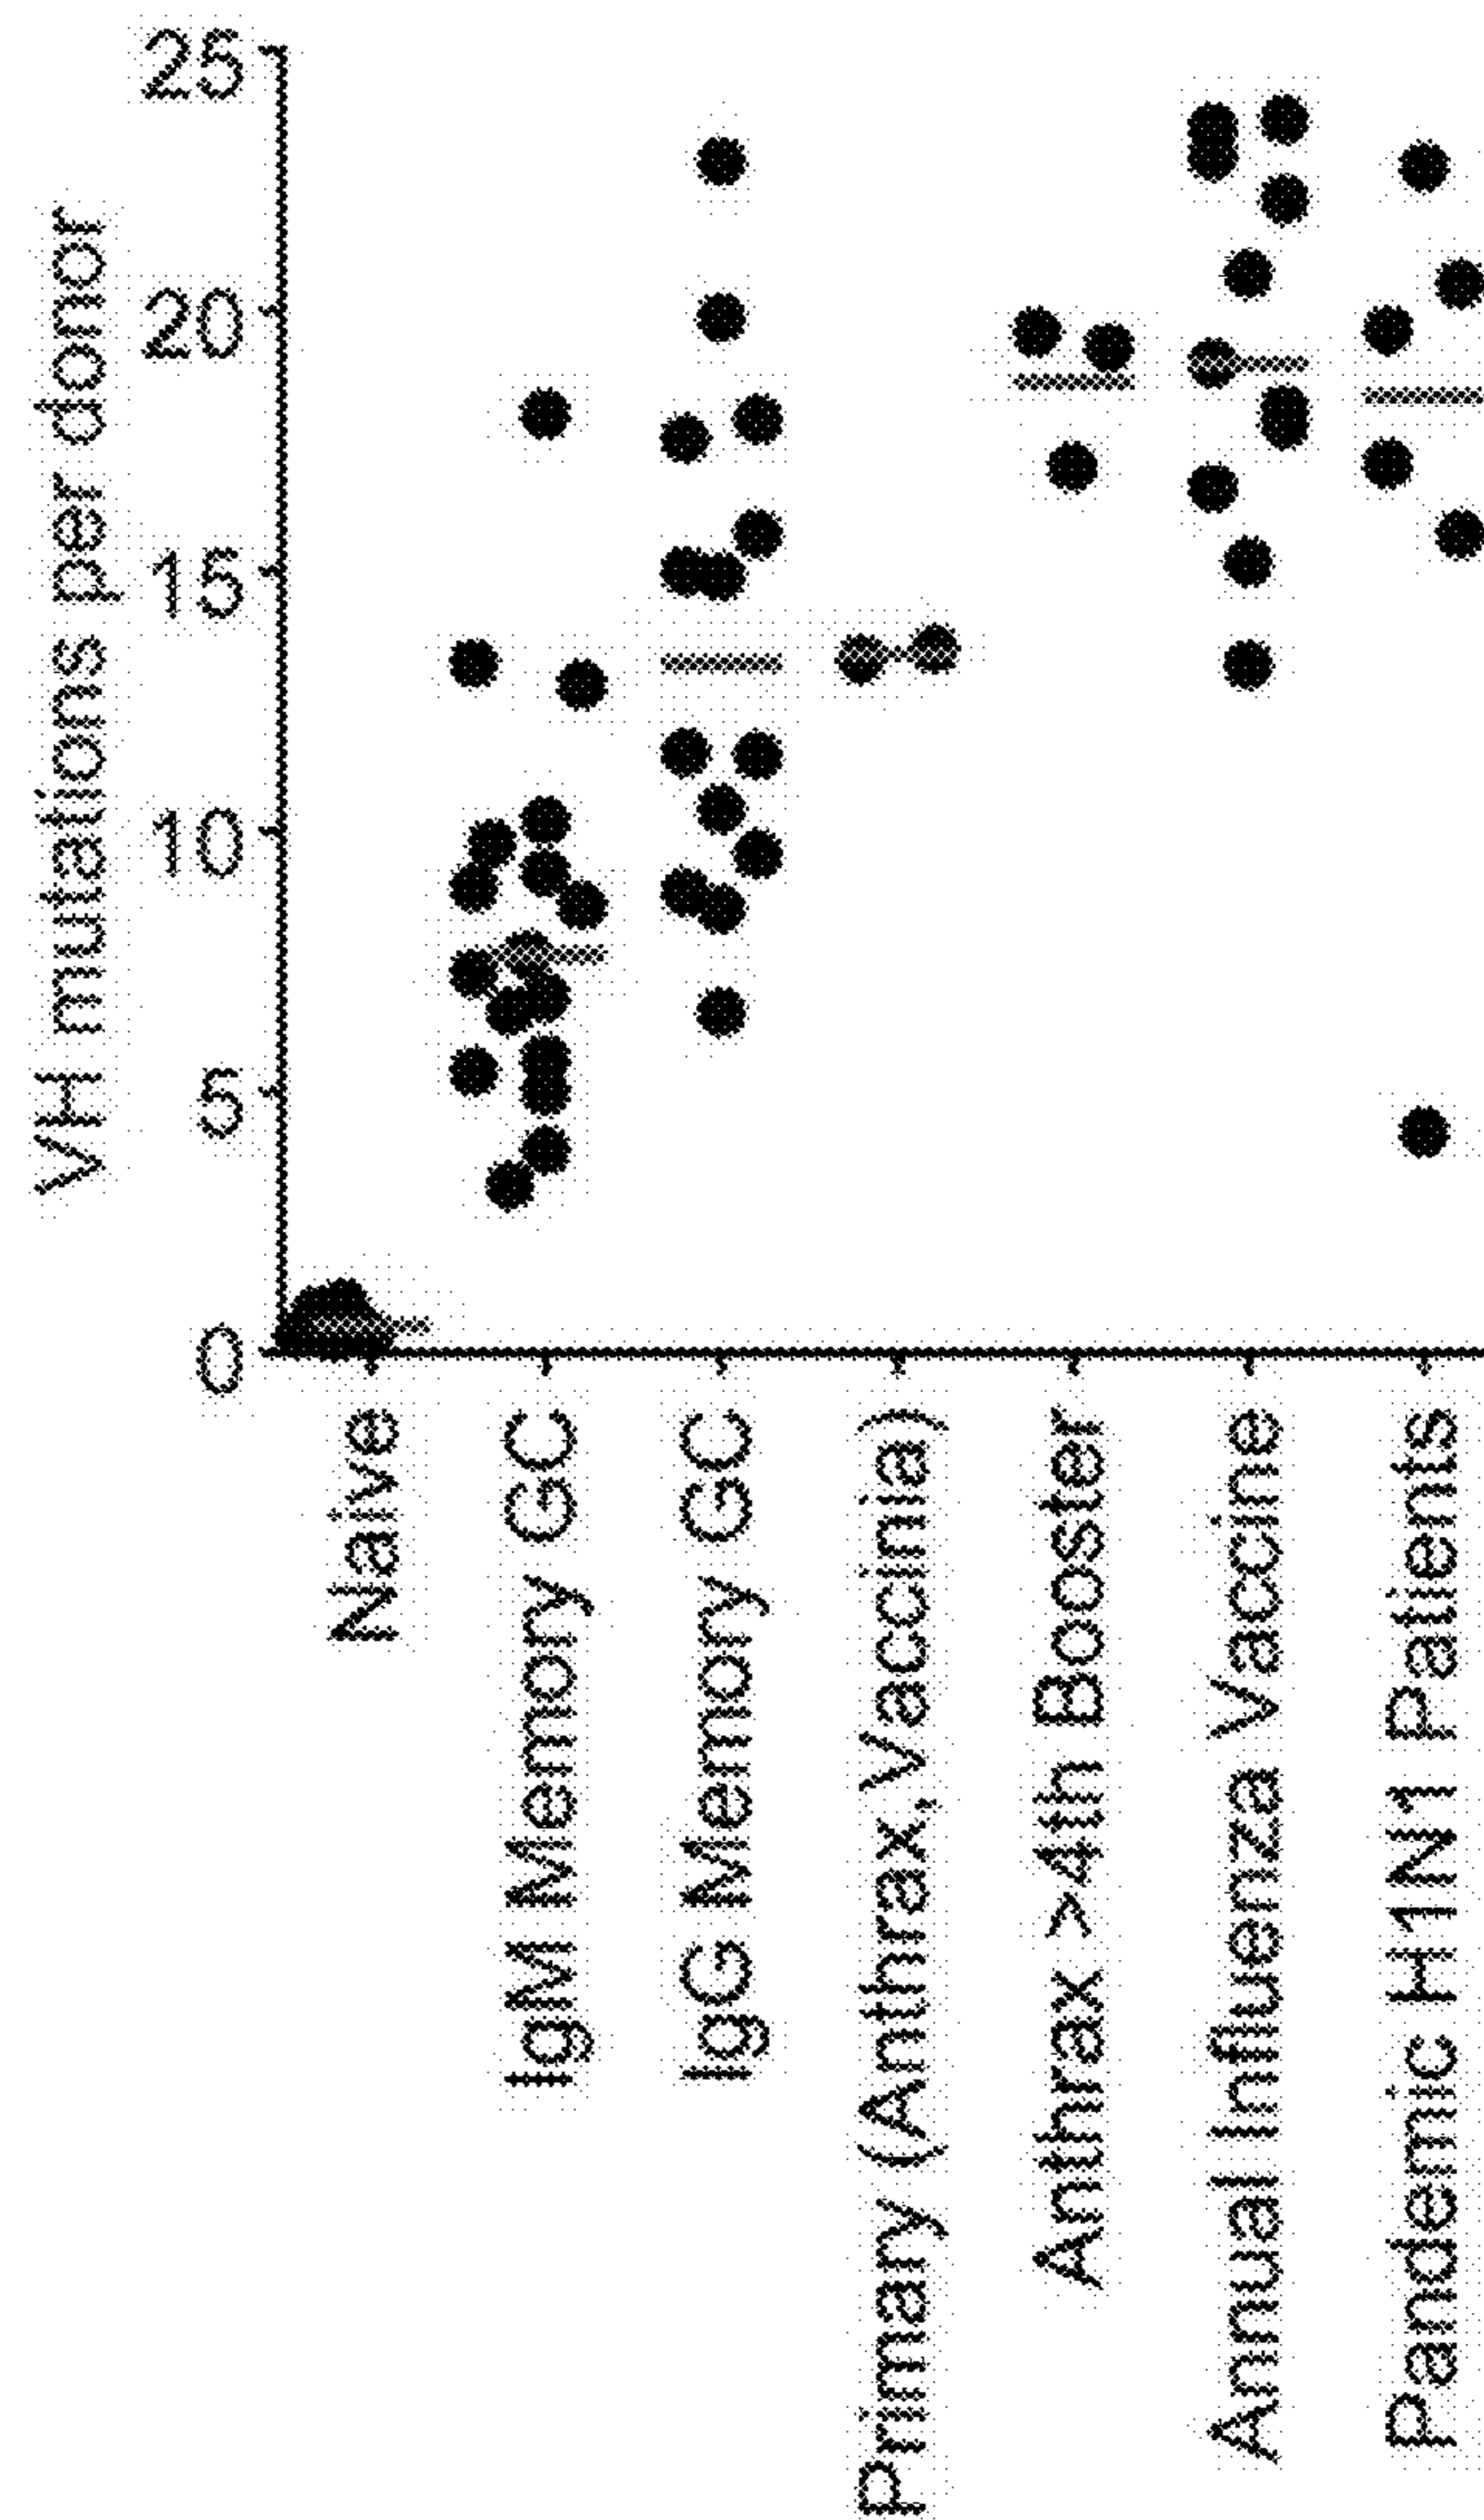 VH mutations per donor
25
20
15
10
5
0
Naive
IgM Memory GC
IgG Memory GC
Primary (Anthrax,Vaccinia)
Anthrax >4th Booster
Annual Influenza Vaccine
Pandemic H1N1 Patients